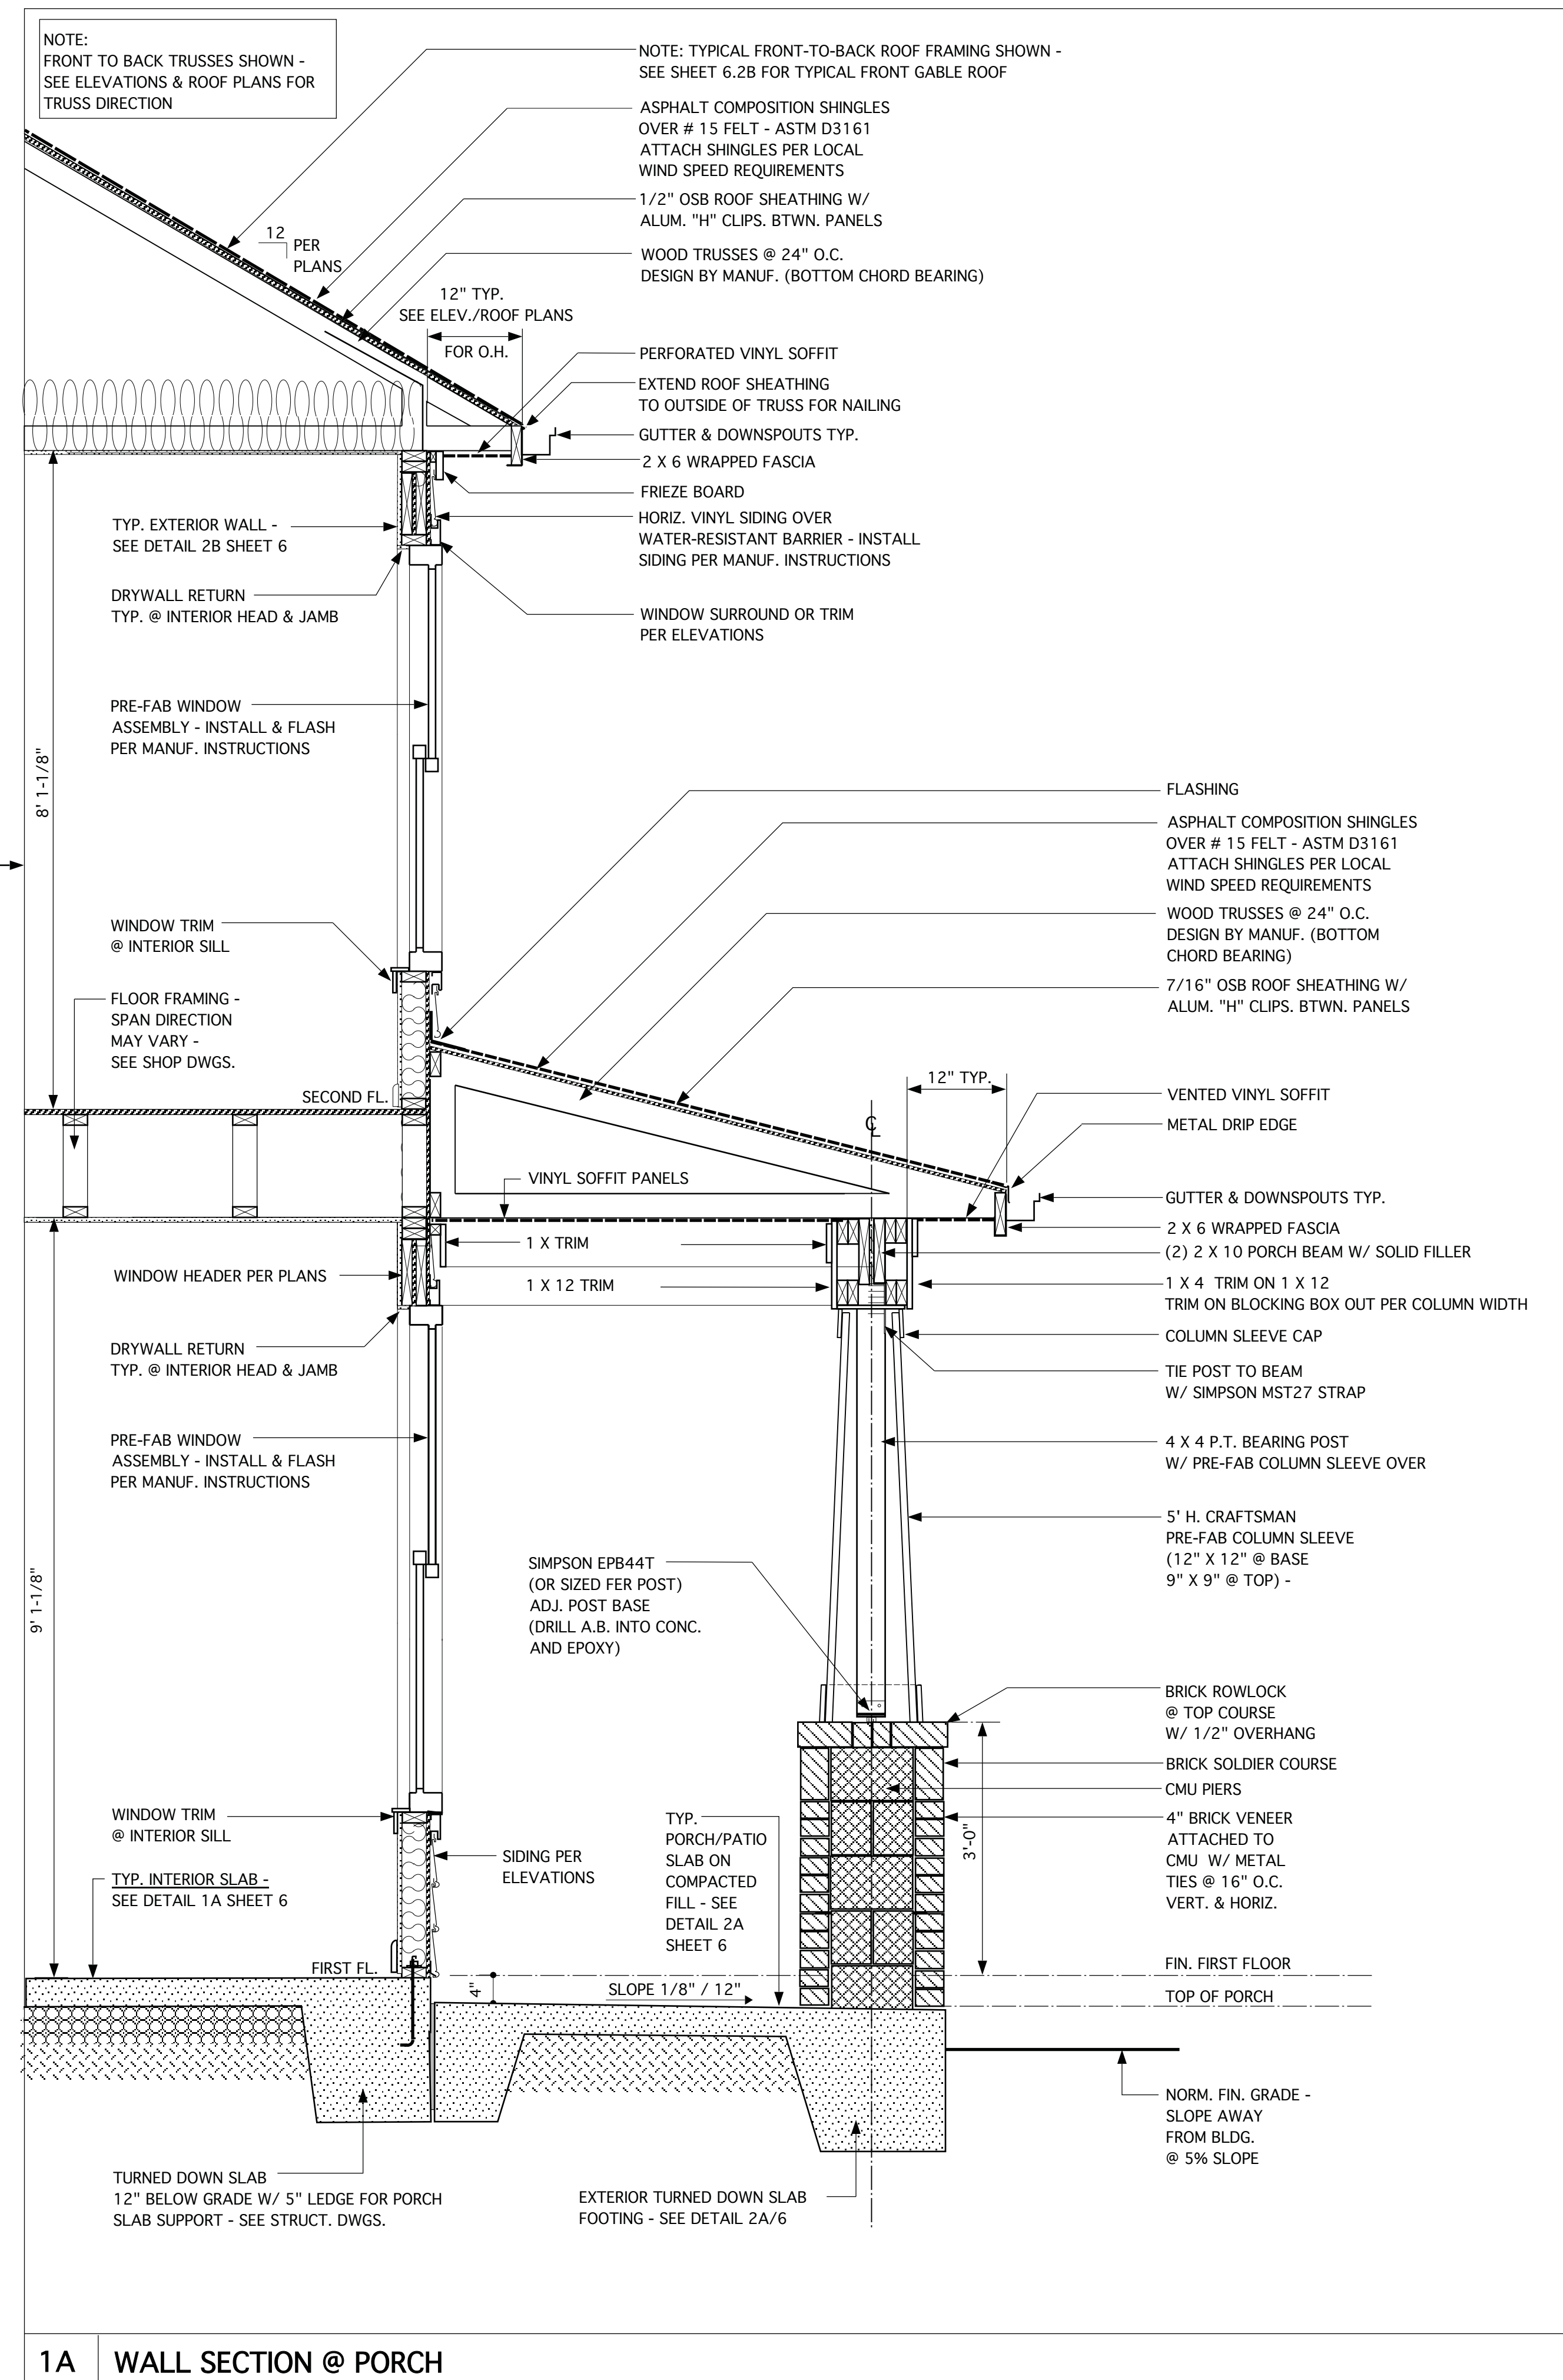 NOTE:
FRONT TO BACK TRUSSES SHOWN -
SEE ELEVATIONS & ROOF PLANS FOR
TRUSS DIRECTION
NOTE: TYPICAL FRONT-TO-BACK ROOF FRAMING SHOWN -
SEE SHEET 6.2B FOR TYPICAL FRONT GABLE ROOF
ASPHALT COMPOSITION SHINGLES
OVER # 15 FELT - ASTM D3161
ATTACH SHINGLES PER LOCAL
WIND SPEED REQUIREMENTS
1/2" OSB ROOF SHEATHING W/
ALUM. "H" CLIPS. BTWN. PANELS
WOOD TRUSSES @ 24" O.C.
DESIGN BY MANUF. (BOTTOM CHORD BEARING)
12
PER
PLANS
12" TYP.
SEE ELEV./ROOF PLANS
FOR O.H.
PERFORATED VINYL SOFFIT
EXTEND ROOF SHEATHING
TO OUTSIDE OF TRUSS FOR NAILING
GUTTER & DOWNSPOUTS TYP.
2 X 6 WRAPPED FASCIA
FRIEZE BOARD
HORIZ. VINYL SIDING OVER
WATER-RESISTANT BARRIER - INSTALL
SIDING PER MANUF. INSTRUCTIONS
WINDOW SURROUND OR TRIM
PER ELEVATIONS
TYP. EXTERIOR WALL -
SEE DETAIL 2B SHEET 6
DRYWALL RETURN
TYP. @ INTERIOR HEAD & JAMB
PRE-FAB WINDOW
ASSEMBLY - INSTALL & FLASH
PER MANUF. INSTRUCTIONS
8' 1-1/8"
WINDOW TRIM
@ INTERIOR SILL
FLOOR FRAMING -
SPAN DIRECTION
MAY VARY -
SEE SHOP DWGS.
SECOND FL.
FLASHING
ASPHALT COMPOSITION SHINGLES
OVER # 15 FELT - ASTM D3161
ATTACH SHINGLES PER LOCAL
WIND SPEED REQUIREMENTS
WOOD TRUSSES @ 24" O.C.
DESIGN BY MANUF. (BOTTOM
CHORD BEARING)
7/16" OSB ROOF SHEATHING W/
ALUM. "H" CLIPS. BTWN. PANELS
12" TYP.
CL
VENTED VINYL SOFFIT
METAL DRIP EDGE
VINYL SOFFIT PANELS
GUTTER & DOWNSPOUTS TYP.
2 X 6 WRAPPED FASCIA
(2) 2 X 10 PORCH BEAM W/ SOLID FILLER
1 X TRIM
1 X 12 TRIM
1 X 4 TRIM ON 1 X 12
TRIM ON BLOCKING BOX OUT PER COLUMN WIDTH
COLUMN SLEEVE CAP
TIE POST TO BEAM
W/ SIMPSON MST27 STRAP
4 X 4 P.T. BEARING POST
W/ PRE-FAB COLUMN SLEEVE OVER
5' H. CRAFTSMAN
PRE-FAB COLUMN SLEEVE
(12" X 12" @ BASE
9" X 9" @ TOP) -
WINDOW HEADER PER PLANS
DRYWALL RETURN
TYP. @ INTERIOR HEAD & JAMB
PRE-FAB WINDOW
ASSEMBLY - INSTALL & FLASH
PER MANUF. INSTRUCTIONS
9' 1-1/8"
SIMPSON EPB44T
(OR SIZED FER POST)
ADJ. POST BASE
(DRILL A.B. INTO CONC.
AND EPOXY)
BRICK ROWLOCK
@ TOP COURSE
W/ 1/2" OVERHANG
BRICK SOLDIER COURSE
CMU PIERS
4" BRICK VENEER
ATTACHED TO
CMU W/ METAL
TIES @ 16" O.C.
VERT. & HORIZ.
3'-0"
WINDOW TRIM
@ INTERIOR SILL
TYP. INTERIOR SLAB -
SEE DETAIL 1A SHEET 6
SIDING PER
ELEVATIONS
TYP.
PORCH/PATIO
SLAB ON
COMPACTED
FILL - SEE
DETAIL 2A
SHEET 6
FIRST FL.
4"
SLOPE 1/8" / 12"
FIN. FIRST FLOOR
TOP OF PORCH
NORM. FIN. GRADE -
SLOPE AWAY
FROM BLDG.
@ 5% SLOPE
TURNED DOWN SLAB
12" BELOW GRADE W/ 5" LEDGE FOR PORCH
SLAB SUPPORT - SEE STRUCT. DWGS.
EXTERIOR TURNED DOWN SLAB
FOOTING - SEE DETAIL 2A/6
1A WALL SECTION @ PORCH